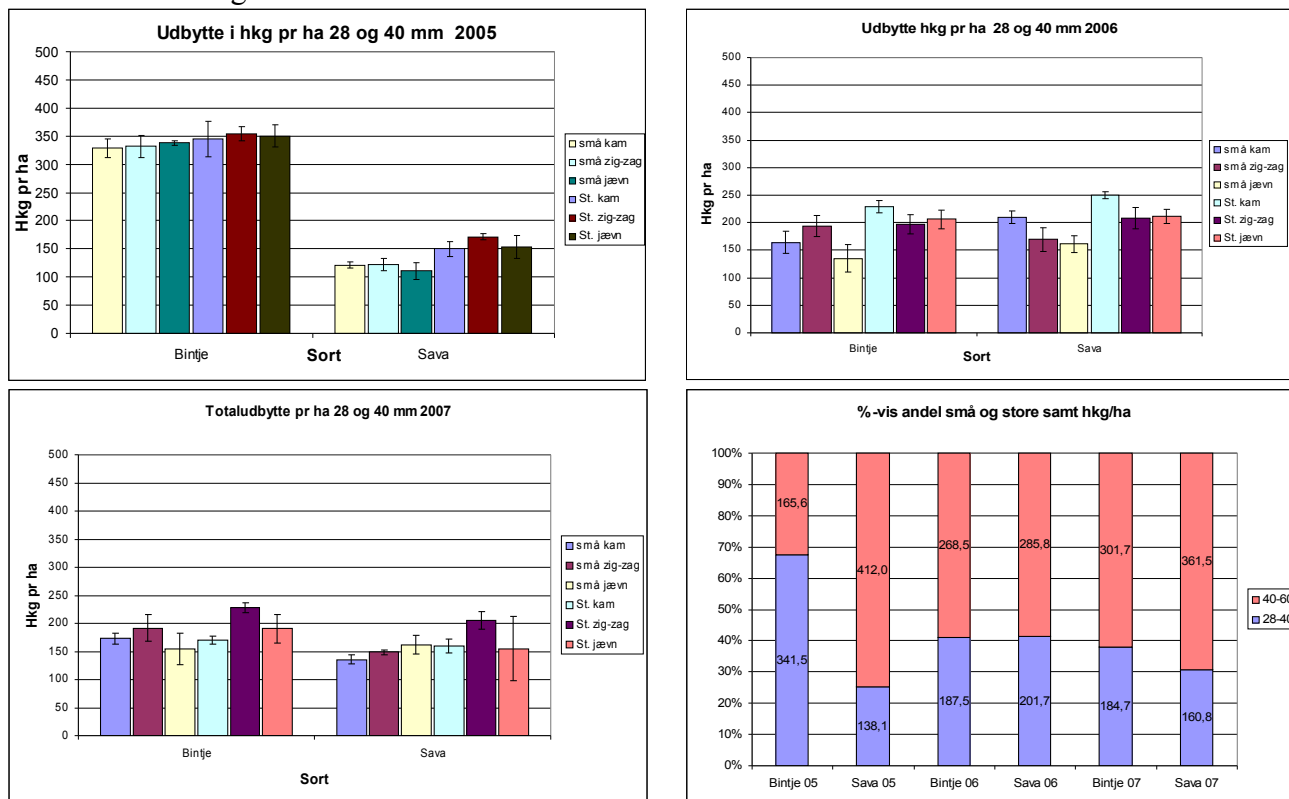 Udbytte i hkg pr ha 28 og 40 mm 2005
Hkg pr ha
500
450
400
350
300
250
200
150
100
50
0
Bintje
Sort
Sava
små kam
små zig-zag
små jævn
St. kam
St. zig-zag
St. jævn
Udbytte hkg pr ha 28 og 40 mm 2006
Hkg pr ha
500
450
400
350
300
250
200
150
100
50
0
Bintje
Sava
Sort
små kam
små zig-zag
små jævn
St. kam
St. zig-zag
St. jævn
Totaludbytte pr ha 28 og 40 mm 2007
Hkg pr ha
500
450
400
350
300
250
200
150
100
50
0
Bintje
Sava
Sort
små kam
små zig-zag
små jævn
St. kam
St. zig-zag
St. jævn
%-vis andel små og store samt hkg/ha
100%
90%
80%
70%
60%
50%
40%
30%
20%
10%
0%
165,6
412,0
268,5
285,8
301,7
361,5
341,5
138,1
187,5
201,7
184,7
160,8
Bintje 05
Sava 05
Bintje 06
Sava 06
Bintje 07
Sava 07
40-60
28-40